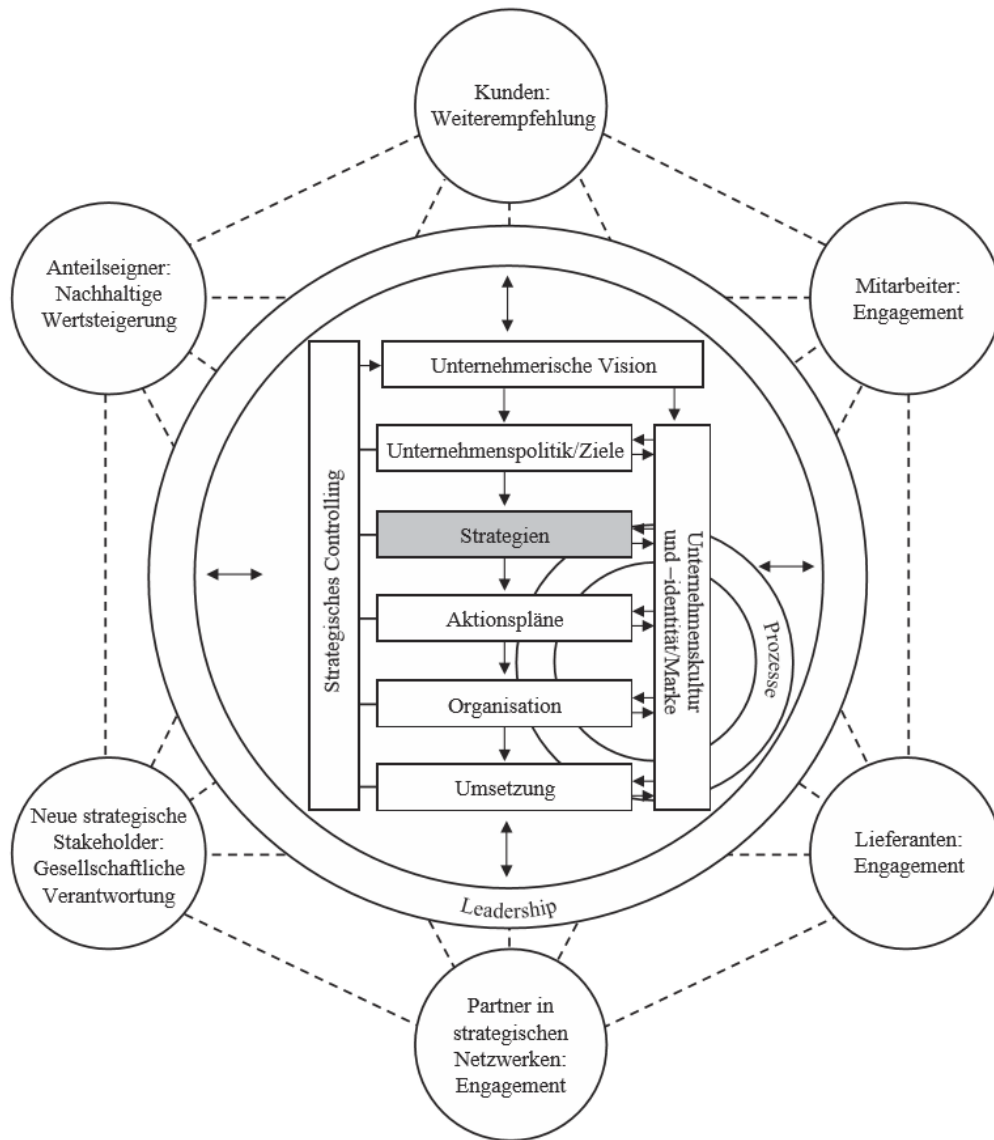 Kunden:
Weiterempfehlung
Anteilseigner:
Nachhaltige
Wertsteigerung
Mitarbeiter:
Engagement
Unternehmerische Vision
Unternehmenspolitik/Ziele
Strategien
Aktionspläne
Organisation
Umsetzung
Strategisches Controlling
Unternehmenskultur
und –identität/Marke
Prozesse
Leadership
Neue strategische
Stakeholder:
Gesellschaftliche
Verantwortung
Lieferanten:
Engagement
Partner in
strategischen
Netzwerken:
Engagement